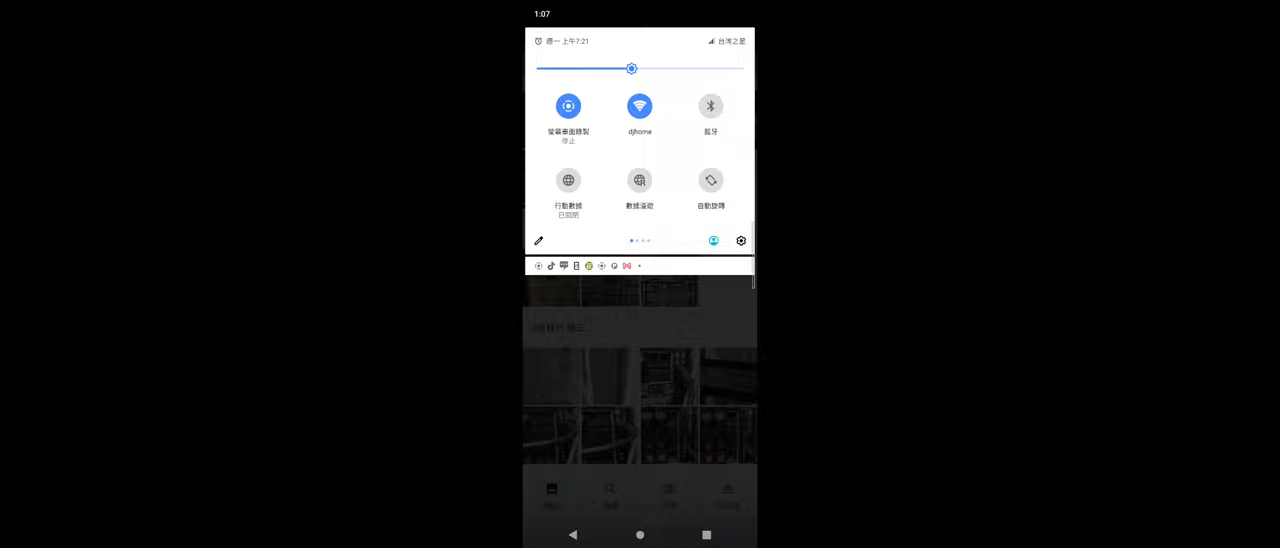 1:07
週一 上午7:21
台灣之星
螢幕畫面錄製
停止
djhome
藍牙
行動數據
已關閉
數據漫遊
自動旋轉